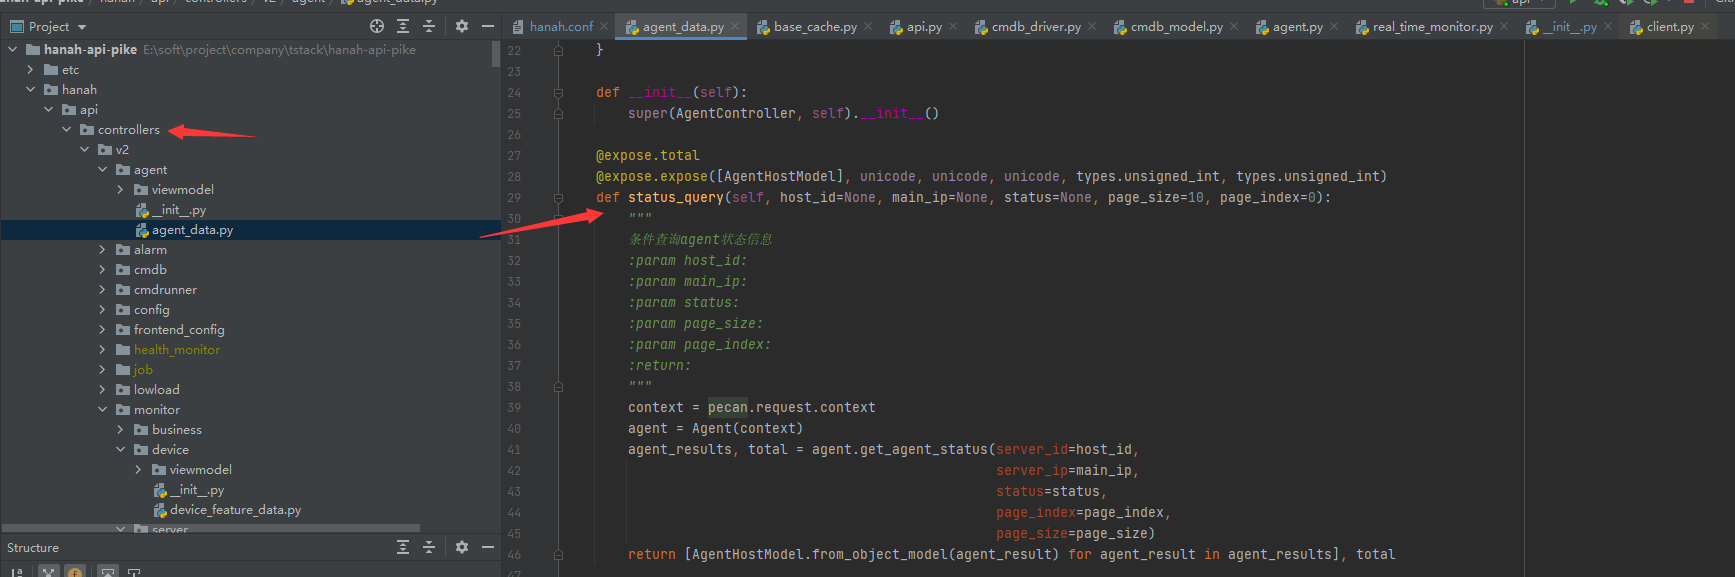 Project
hanah-api-pike E:\soft\project\company\tstack\hanah-api-pike
etc
hanah
api
controllers
v2
agent
viewmodel
__init__.py
agent_data.py
alarm
cmdb
cmdrunner
config
frontend_config
health_monitor
job
lowload
monitor
business
device
viewmodel
__init__.py
device_feature_data.py
server
Structure
hanah.conf agent_data.py base_cache.py api.py cmdb_driver.py cmdb_model.py agent.py real_time_monitor.py __init__.py client.py
22 }
23
24 def __init__(self):
25 super(AgentController, self).__init__()
26
27 @expose.total
28 @expose.expose([AgentHostModel], unicode, unicode, unicode, types.unsigned_int, types.unsigned_int)
29 def status_query(self, host_id=None, main_ip=None, status=None, page_size=10, page_index=0):
30 """
31 条件查询agent状态信息
32 :param host_id:
33 :param main_ip:
34 :param status:
35 :param page_size:
36 :param page_index:
37 :return:
38 """
39 context = pecan.request.context
40 agent = Agent(context)
41 agent_results, total = agent.get_agent_status(server_id=host_id,
42 server_ip=main_ip,
43 status=status,
44 page_index=page_index,
45 page_size=page_size)
46 return [AgentHostModel.from_object_model(agent_result) for agent_result in agent_results], total